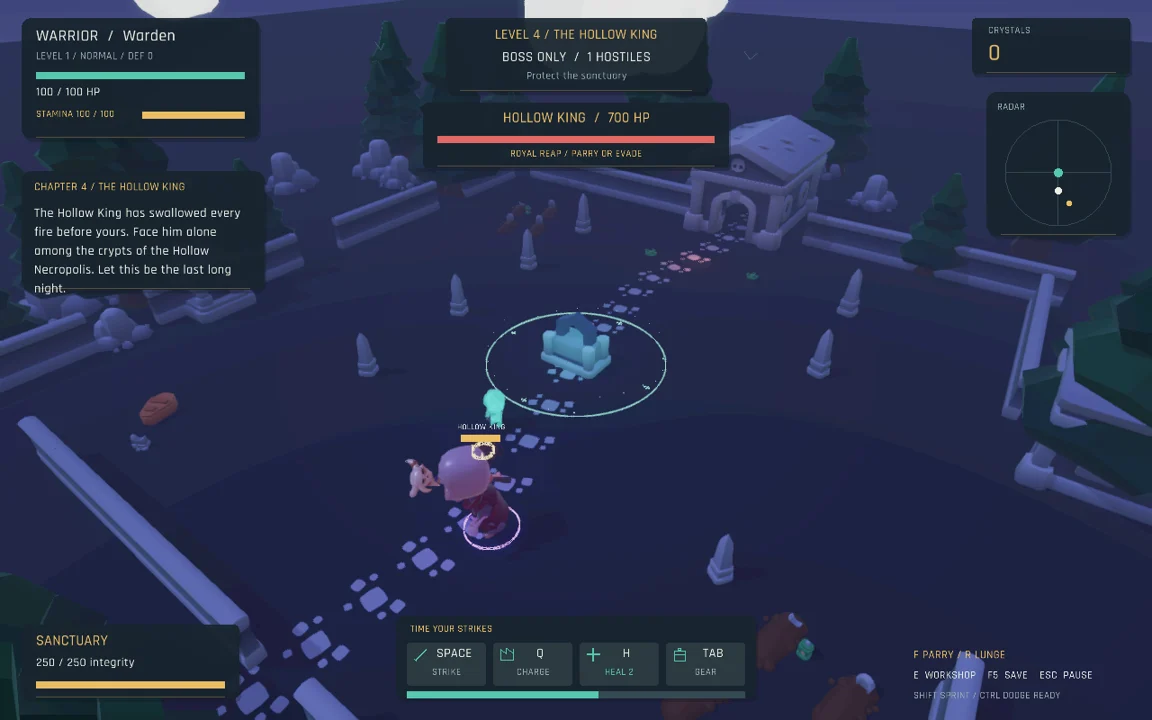 WARRIOR / Warden
LEVEL 1 / NORMAL / DEF 0
100 / 100 HP
STAMINA 100 / 100
CHAPTER 4 / THE HOLLOW KING
The Hollow King has swallowed every
fire before yours. Face him alone
among the crypts of the Hollow
Necropolis. Let this be the last long
night.
LEVEL 4 / THE HOLLOW KING
BOSS ONLY / 1 HOSTILES
Protect the sanctuary
HOLLOW KING / 700 HP
ROYAL REAP / PARRY OR EVADE
CRYSTALS
0
RADAR
HOLLOW KING
SANCTUARY
250 / 250 integrity
TIME YOUR STRIKES
SPACE
STRIKE
Q
CHARGE
H
HEAL 2
TAB
GEAR
F PARRY / R LUNGE
E WORKSHOP F5 SAVE ESC PAUSE
SHIFT SPRINT / CTRL DODGE READY